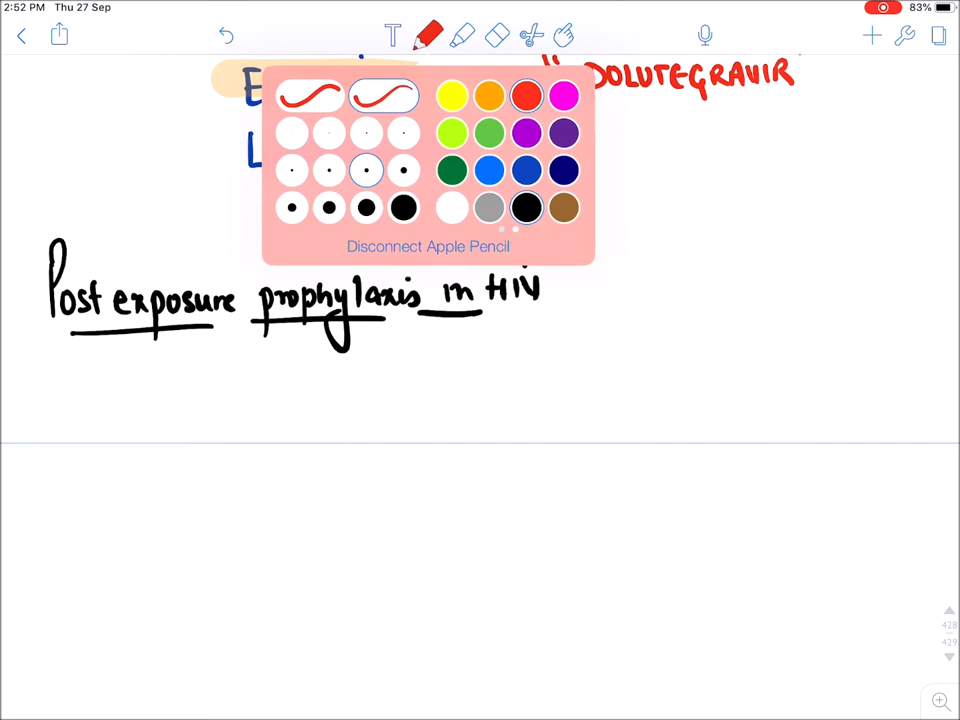 2:52 PM Thu 27 Sep
83%
T
E
" DOLUTEGRAVIR
L
Disconnect Apple Pencil
Post exposure prophylaxis in HIV
428
429